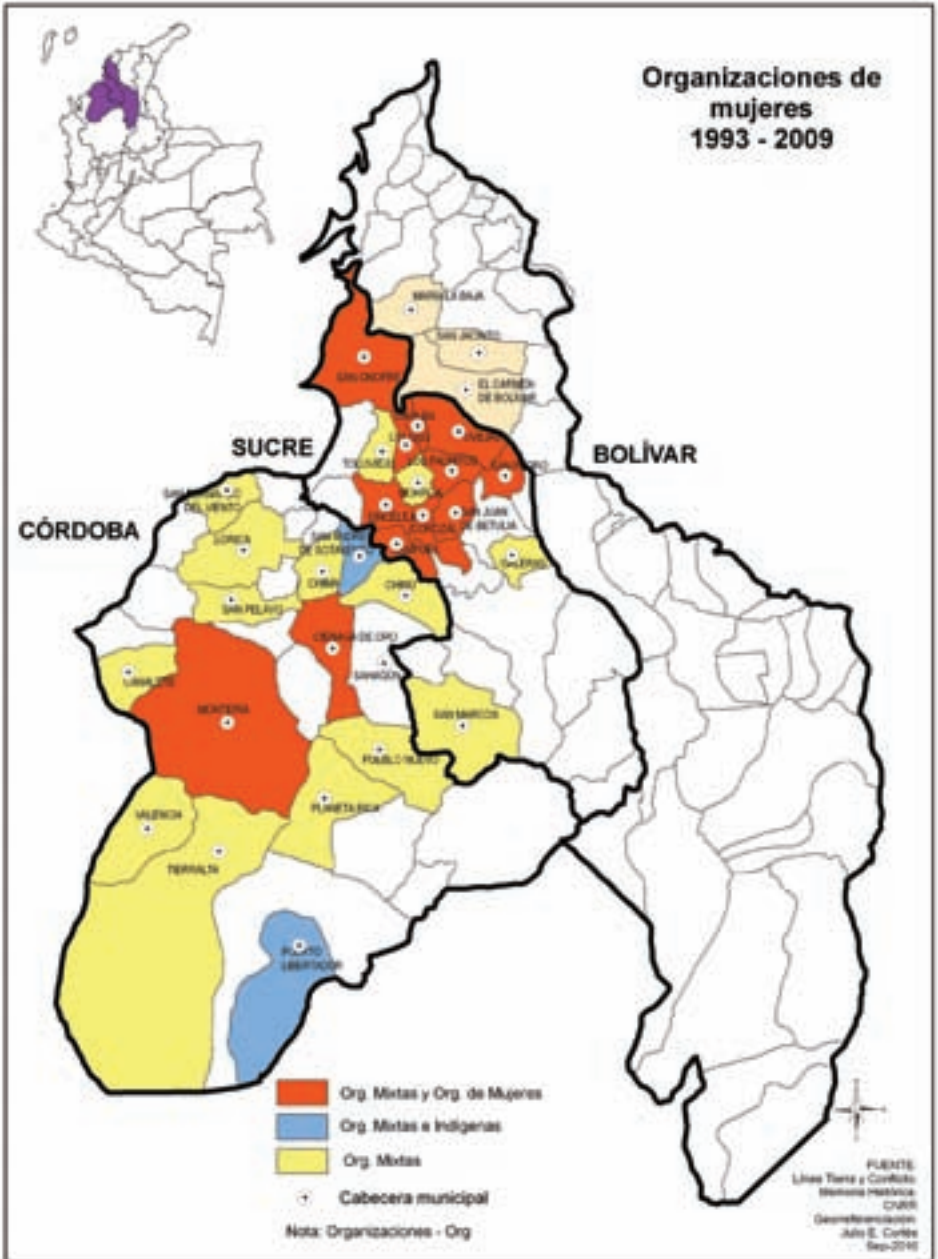 Organizaciones de
mujeres
1993 - 2009
MARIA LA BAJA
SAN JACINTO
SAN ONOFRE
EL CARMEN
DE BOLIVAR
SUCRE
BOLÍVAR
OVEJAS
TOLUVIEJO
LOS PALMITOS
MORROA
SINCELEJO
COROZAL
SAN JUAN
DE BETULIA
CÓRDOBA
SAN BERNARDO
DEL VIENTO
LORICA
SAN PELAYO
CHIMA
CHINU
GALERAS
CIENAGA DE ORO
SAHAGUN
CANALETE
MONTERIA
SAN MARCOS
PUEBLO NUEVO
PLANETA RICA
VALENCIA
TIERRALTA
PUERTO
LIBERTADOR
Org. Mixtas y Org. de Mujeres
Org. Mixtas e Indígenas
Org. Mixtas
Cabecera municipal
Nota: Organizaciones - Org
FUENTE
Línea Tierra y Conflicto
Memoria Histórica
CNRR
Georreferenciación:
Julio E. Cortés
Sep-2010